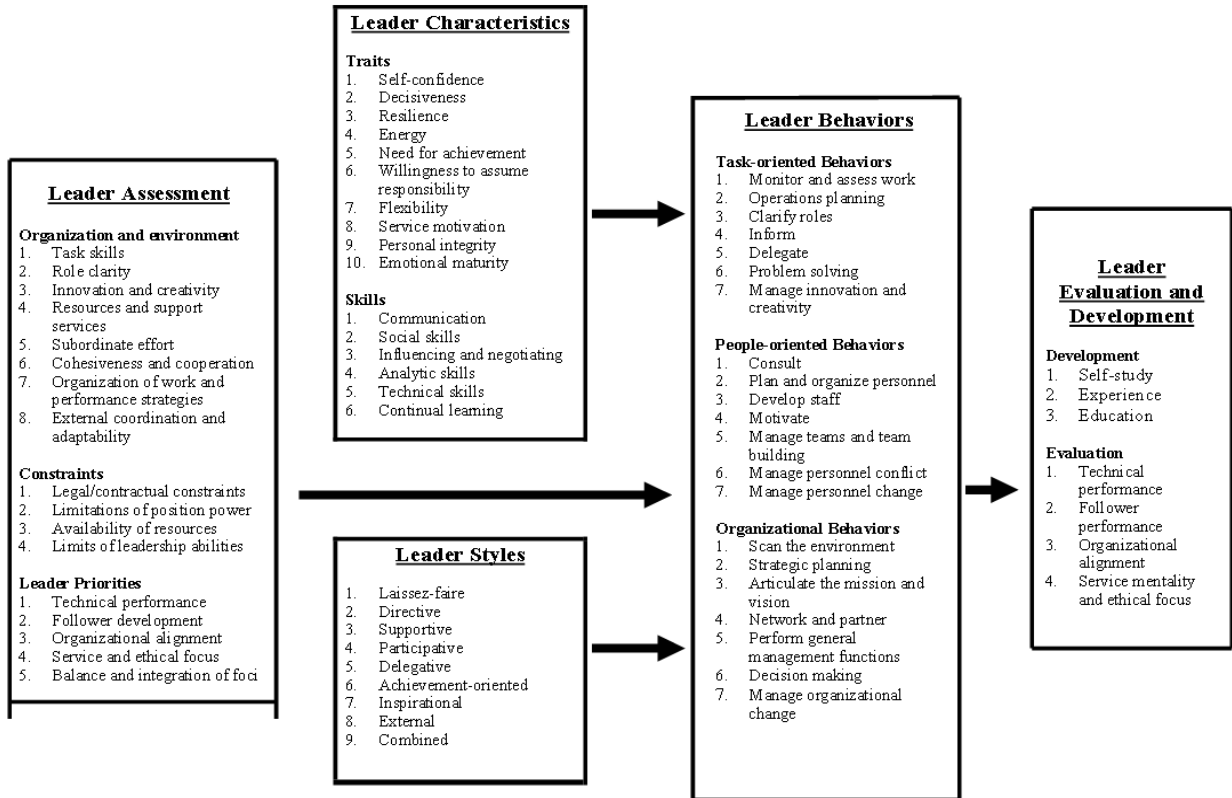 Leader Assessment
Organization and environment
1. Task skills
2. Role clarity
3. Innovation and creativity
4. Resources and support
services
5. Subordinate effort
6. Cohesiveness and cooperation
7. Organization of work and
performance strategies
8. External coordination and
adaptability
Constraints
1. Legal/contractual constraints
2. Limitations of position power
3. Availability of resources
4. Limits of leadership abilities
Leader Priorities
1. Technical performance
2. Follower development
3. Organizational alignment
4. Service and ethical focus
5. Balance and integration of foci
Leader Characteristics
Traits
1. Self-confidence
2. Decisiveness
3. Resilience
4. Energy
5. Need for achievement
6. Willingness to assume
responsibility
7. Flexibility
8. Service motivation
9. Personal integrity
10. Emotional maturity
Skills
1. Communication
2. Social skills
3. Influencing and negotiating
4. Analytic skills
5. Technical skills
6. Continual learning
Leader Styles
1. Laissez-faire
2. Directive
3. Supportive
4. Participative
5. Delegative
6. Achievement-oriented
7. Inspirational
8. External
9. Combined
Leader Behaviors
Task-oriented Behaviors
1. Monitor and assess work
2. Operations planning
3. Clarify roles
4. Inform
5. Delegate
6. Problem solving
7. Manage innovation and
creativity
People-oriented Behaviors
1. Consult
2. Plan and organize personnel
3. Develop staff
4. Motivate
5. Manage teams and team
building
6. Manage personnel conflict
7. Manage personnel change
Organizational Behaviors
1. Scan the environment
2. Strategic planning
3. Articulate the mission and
vision
4. Network and partner
5. Perform general
management functions
6. Decision making
7. Manage organizational
change
Leader
Evaluation and
Development
Development
1. Self-study
2. Experience
3. Education
Evaluation
1. Technical
performance
2. Follower
performance
3. Organizational
alignment
4. Service mentality
and ethical focus